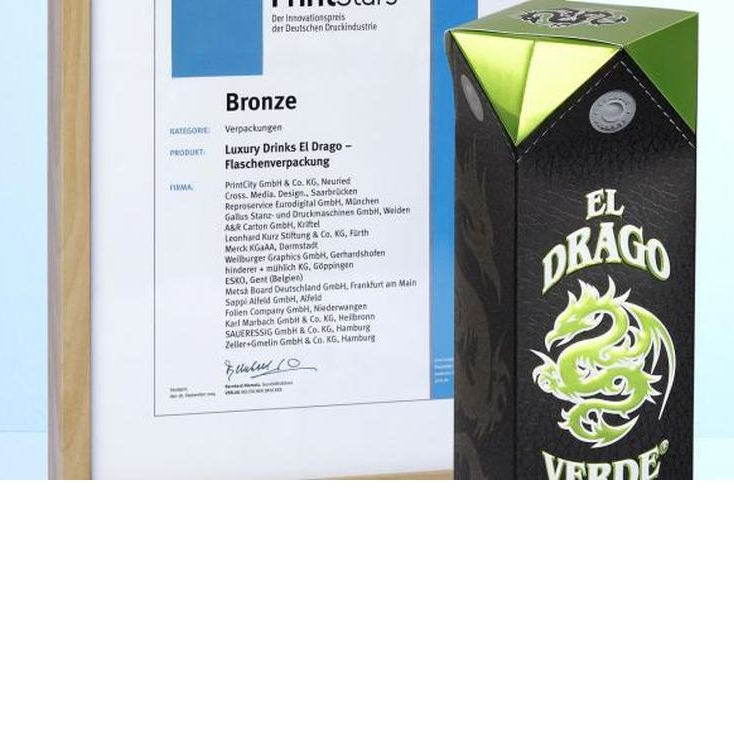 PrintStars
Der Innovationspreis
der Deutschen Druckindustrie
Bronze
KATEGORIE: Verpackungen
PRODUKT: Luxury Drinks El Drago –
Flaschenverpackung
FIRMA: PrintCity GmbH & Co. KG, Neuried
Cross. Media. Design., Saarbrücken
Reproservice Eurodigital GmbH, München
Gallus Stanz- und Druckmaschinen GmbH, Weiden
A&R Carton GmbH, Kriftel
Leonhard Kurz Stiftung & Co. KG, Fürth
Merck KGaAA, Darmstadt
Weilburger Graphics GmbH, Gerhardshofen
hinderer + mühlich KG, Göppingen
ESKO, Gent (Belgien)
Metsä Board Deutschland GmbH, Frankfurt am Main
Sappi Alfeld GmbH, Alfeld
Folien Company GmbH, Niederwangen
Karl Marbach GmbH & Co. KG, Heilbronn
SAUERESSIG GmbH & Co. KG, Hamburg
Zeller+Gmelin GmbH & Co. KG, Hamburg
EL
DRAGO
VERDE®